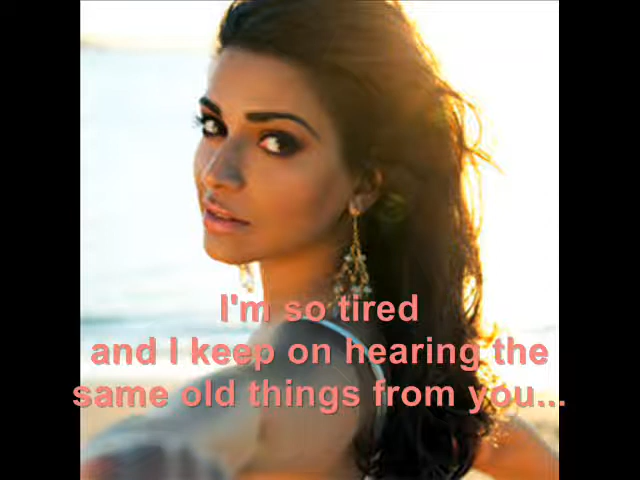 I'm so tired
and I keep on hearing the
same old things from you...